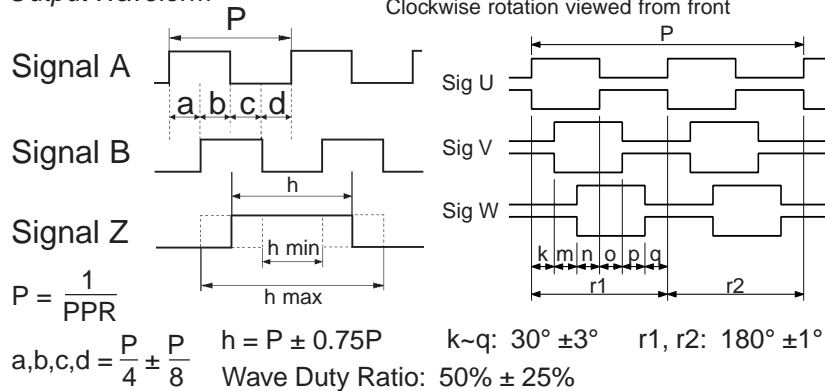 Output Waveform
Clockwise rotation viewed from front
P
Signal A
a b c d
Signal B
h
Signal Z
h min
h max
P
Sig U
Sig V
Sig W
k m n o p q
r1 r2
P = 1/PPR
a,b,c,d = P/4 ± P/8
h = P ± 0.75P
Wave Duty Ratio: 50% ± 25%
k~q: 30° ±3° r1, r2: 180° ±1°